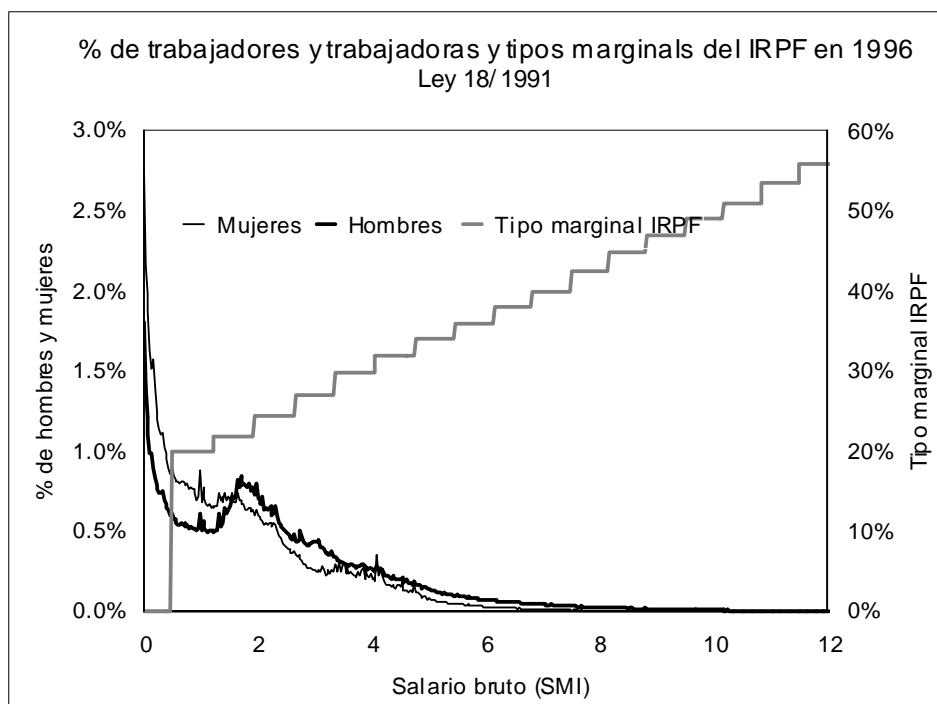 % de trabajadores y trabajadoras y tipos marginals del IRPF en 1996
Ley 18/1991
3.0%
2.5%
2.0%
1.5%
1.0%
0.5%
0.0%
% de hombres y mujeres
Mujeres Hombres Tipo marginal IRPF
60%
50%
40%
30%
20%
10%
0%
Tipo marginal IRPF
0 2 4 6 8 10 12
Salario bruto (SMI)